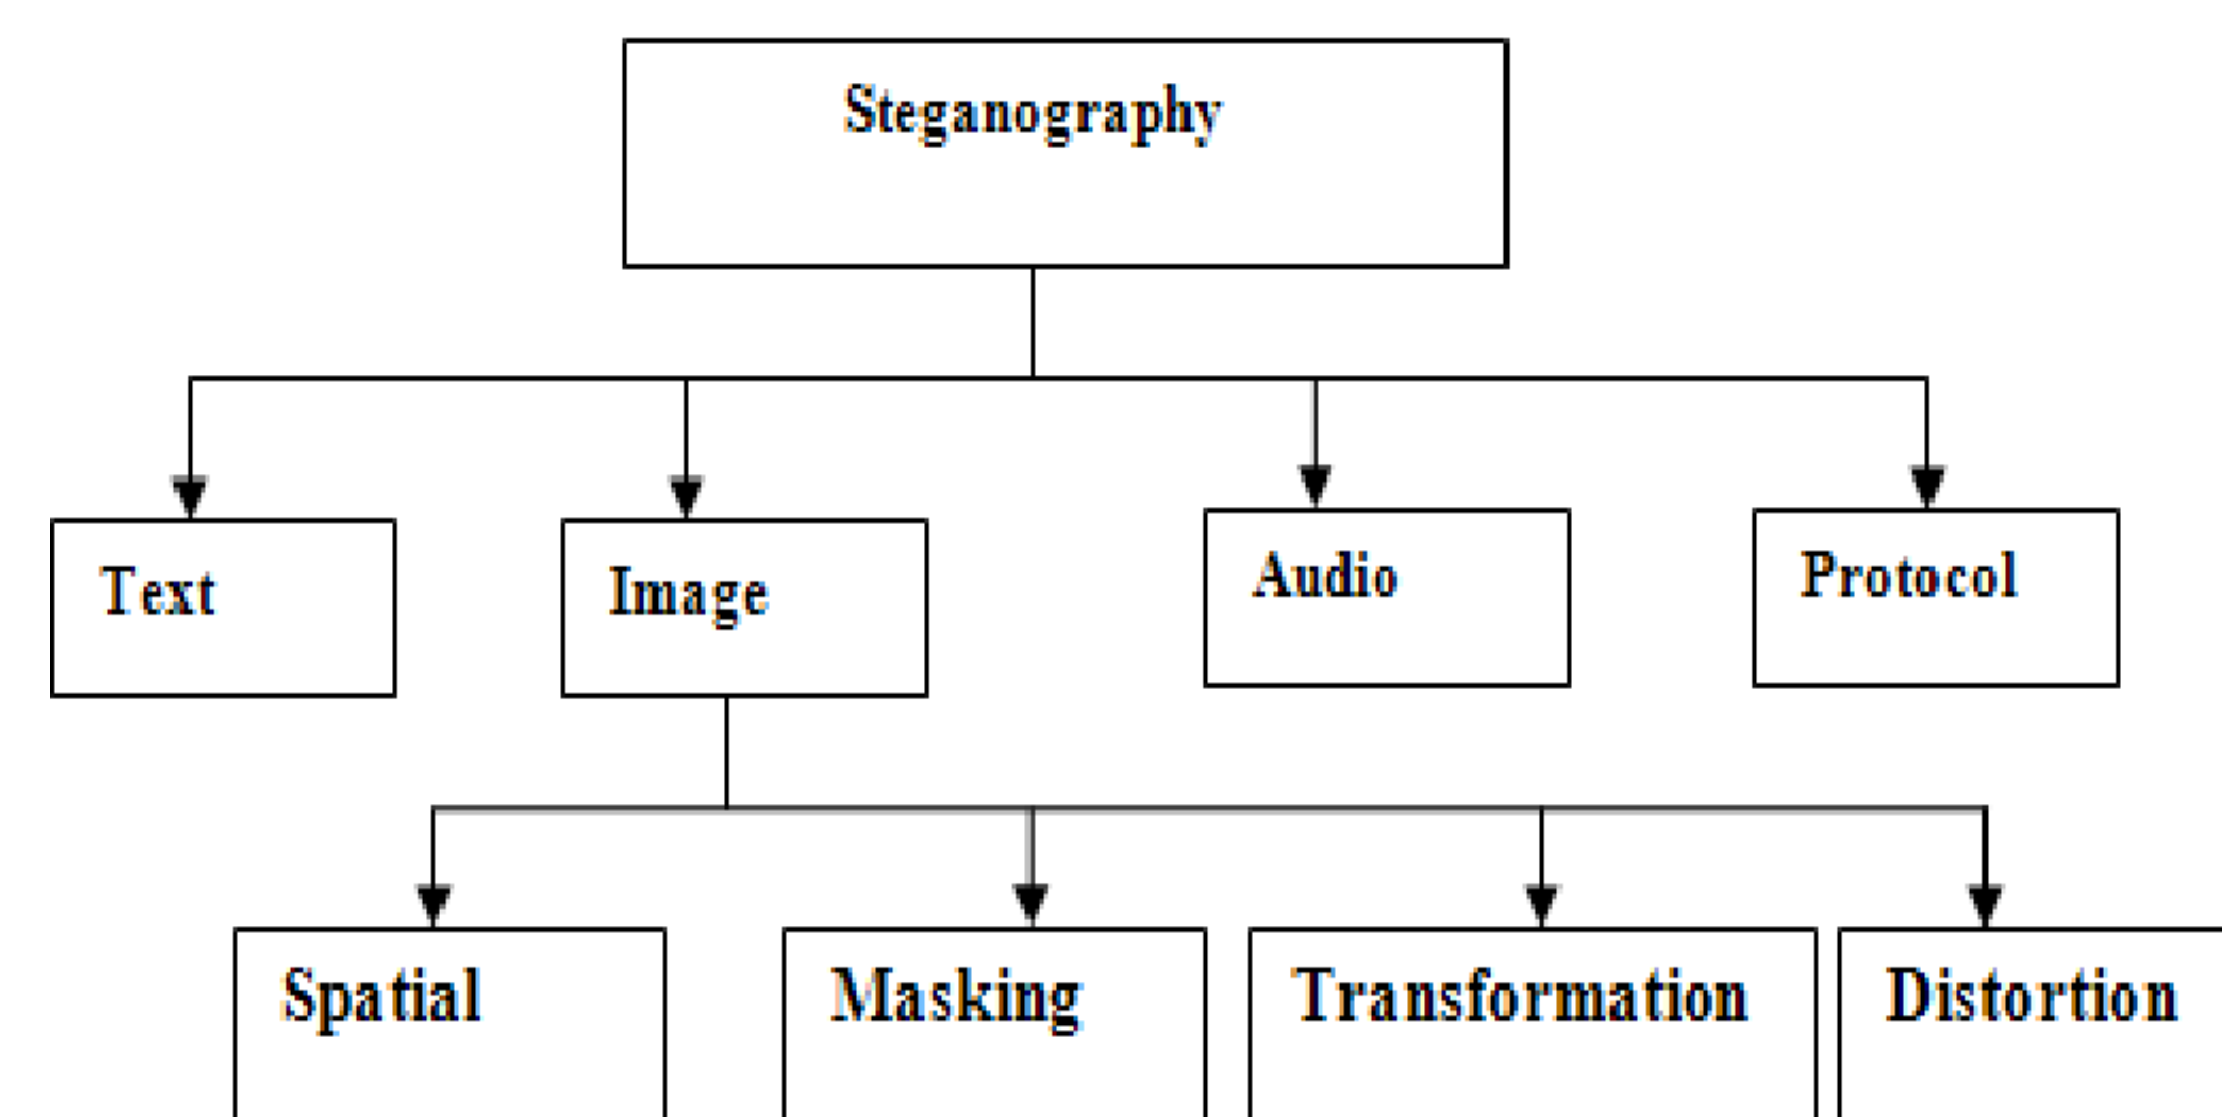 Steganography
Text
Image
Audio
Protocol
Spatial
Masking
Transformation
Distortion